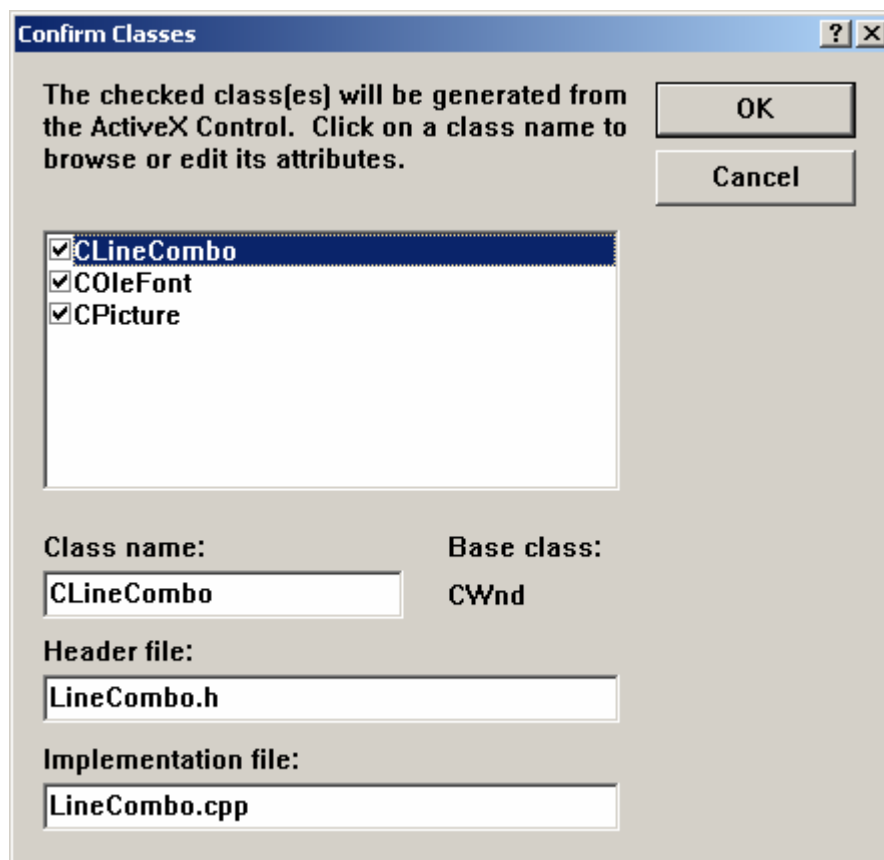 Confirm Classes
The checked class(es) will be generated from
the ActiveX Control. Click on a class name to
browse or edit its attributes.
OK
Cancel
CLineCombo
COleFont
CPicture
Class name:
Base class:
CLineCombo
CWnd
Header file:
LineCombo.h
Implementation file:
LineCombo.cpp